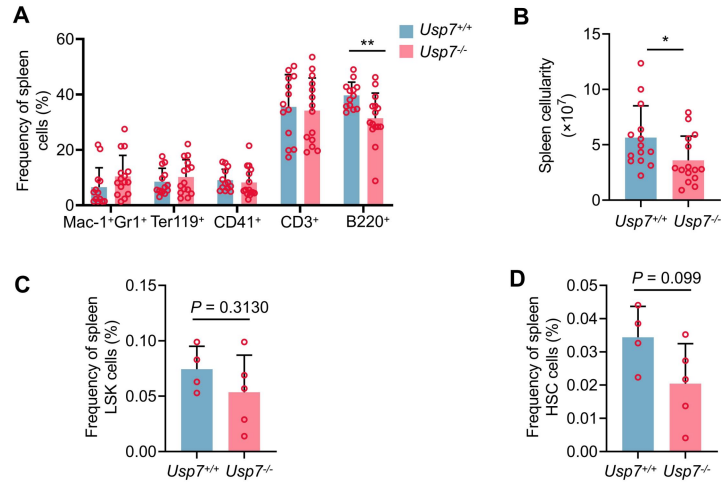 A
Frequency of spleen
cells (%)
60
40
20
0
Usp7+/+
Usp7-/-
**
Mac-1+Gr1+ Ter119+ CD41+ CD3+ B220+
B
Spleen cellularity
(×10⁷)
15
10
5
0
*
Usp7+/+ Usp7-/-
C
Frequency of spleen
LSK cells (%)
0.15
0.10
0.05
0.00
P = 0.3130
Usp7+/+ Usp7-/-
D
Frequency of spleen
HSC cells (%)
0.05
0.04
0.03
0.02
0.01
0.00
P = 0.099
Usp7+/+ Usp7-/-